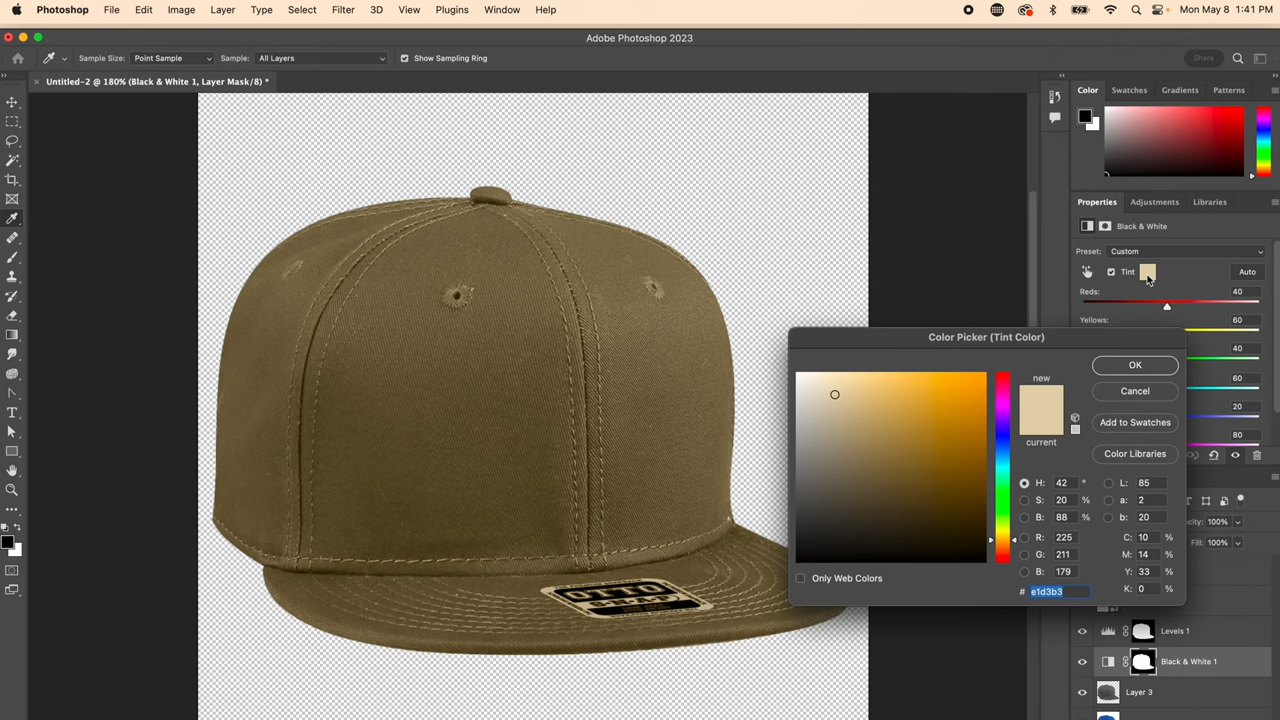 Photoshop File Edit Image Layer Type Select Filter 3D View Plugins Window Help Mon May 8 1:41 PM
Adobe Photoshop 2023
Sample Size: Point Sample Sample: All Layers Show Sampling Ring Share
Untitled-2 @ 180% (Black & White 1, Layer Mask/8) *
Color Swatches Gradients Patterns
Properties Adjustments Libraries
Black & White
Preset: Custom
Tint Auto
Reds: 40
Yellows: 60
40
60
20
80
Color Picker (Tint Color)
new
current
OK
Cancel
Add to Swatches
Color Libraries
H: 42 ° L: 85
S: 20 % a: 2
B: 88 % b: 20
R: 225 C: 10 %
G: 211 M: 14 %
B: 179 Y: 33 %
# e1d3b3 K: 0 %
Only Web Colors
100%
Fill: 100%
Levels 1
Black & White 1
Layer 3
OTTO